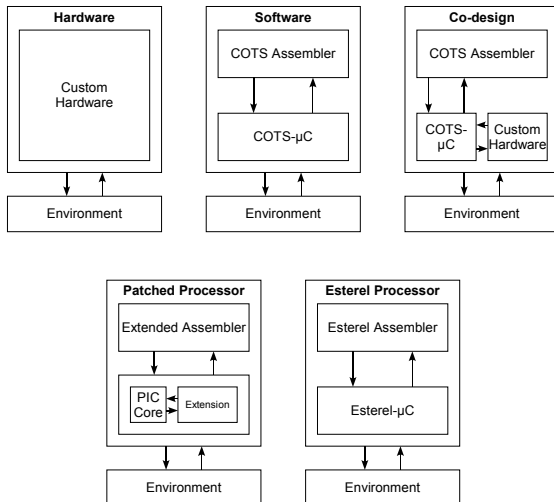 Hardware
Custom
Hardware
Environment
Software
COTS Assembler
COTS-µC
Environment
Co-design
COTS Assembler
COTS-
µC
Custom
Hardware
Environment
Patched Processor
Extended Assembler
PIC
Core
Extension
Environment
Esterel Processor
Esterel Assembler
Esterel-µC
Environment